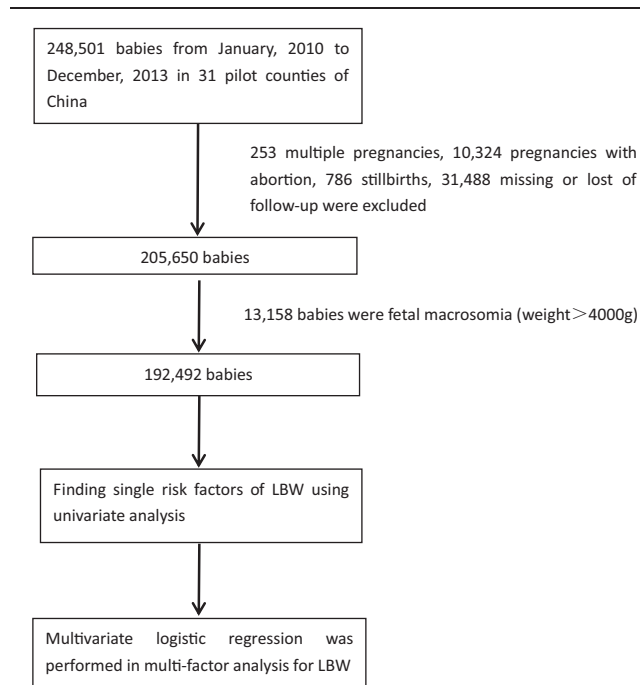 248,501 babies from January, 2010 to
December, 2013 in 31 pilot counties of
China
253 multiple pregnancies, 10,324 pregnancies with
abortion, 786 stillbirths, 31,488 missing or lost of
follow-up were excluded
205,650 babies
13,158 babies were fetal macrosomia (weight＞4000g)
192,492 babies
Finding single risk factors of LBW using
univariate analysis
Multivariate logistic regression was
performed in multi-factor analysis for LBW